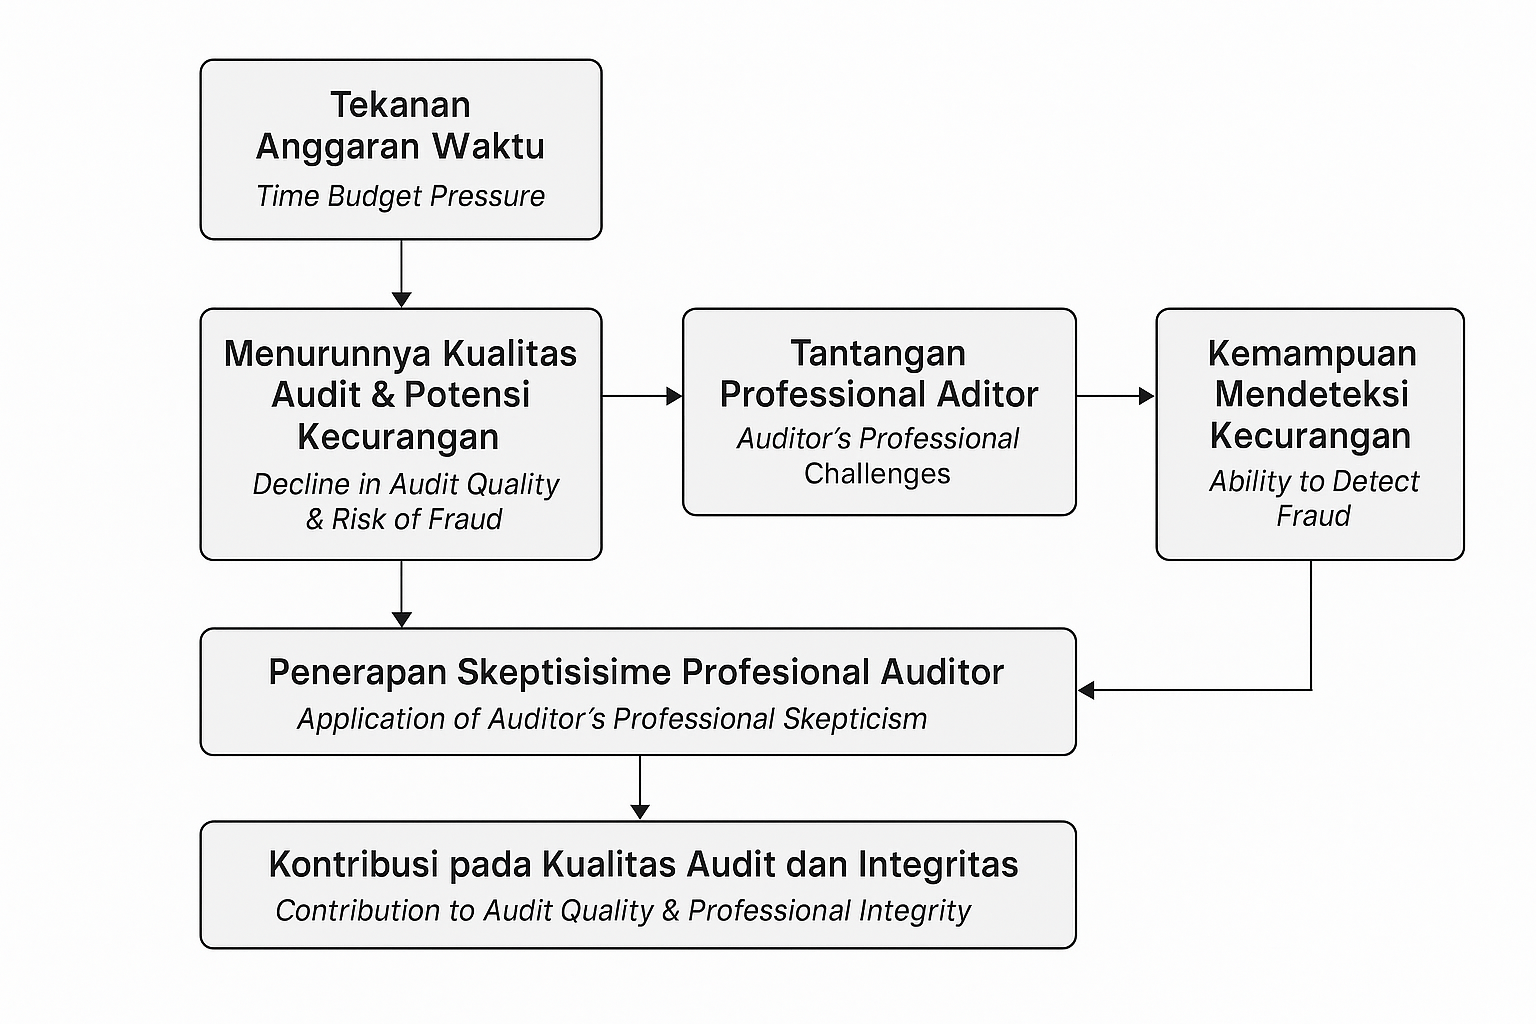 Tekanan
Anggaran Waktu
Time Budget Pressure
Menurunnya Kualitas
Audit & Potensi
Kecurangan
Decline in Audit Quality
& Risk of Fraud
Tantangan
Professional Aditor
Auditor’s Professional
Challenges
Kemampuan
Mendeteksi
Kecurangan
Ability to Detect
Fraud
Penerapan Skeptisisime Profesional Auditor
Application of Auditor’s Professional Skepticism
Kontribusi pada Kualitas Audit dan Integritas
Contribution to Audit Quality & Professional Integrity